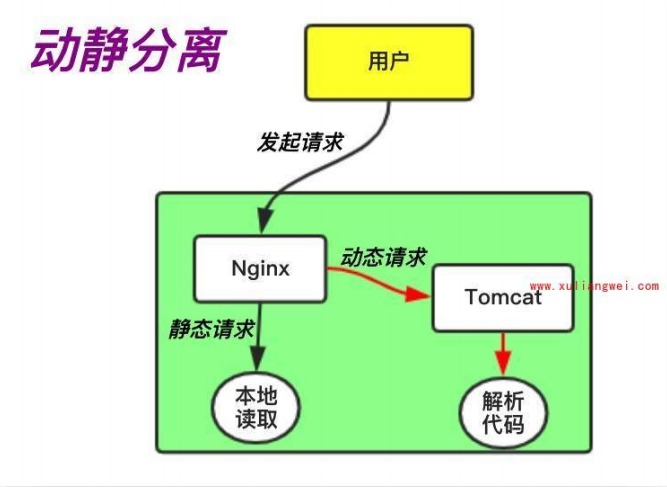 动静分离
用户
发起请求
Nginx
动态请求
www.xuliangwei.com
Tomcat
静态请求
本地
读取
解析
代码